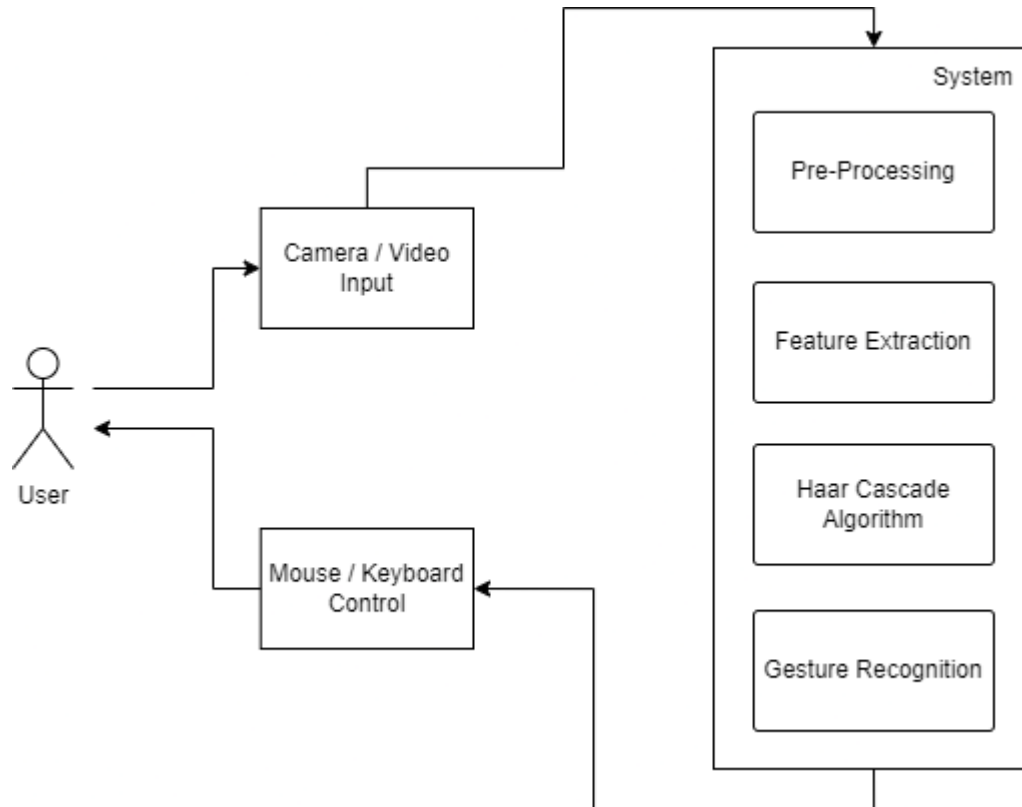 System
Pre-Processing
Camera / Video
Input
Feature Extraction
User
Haar Cascade
Algorithm
Mouse / Keyboard
Control
Gesture Recognition